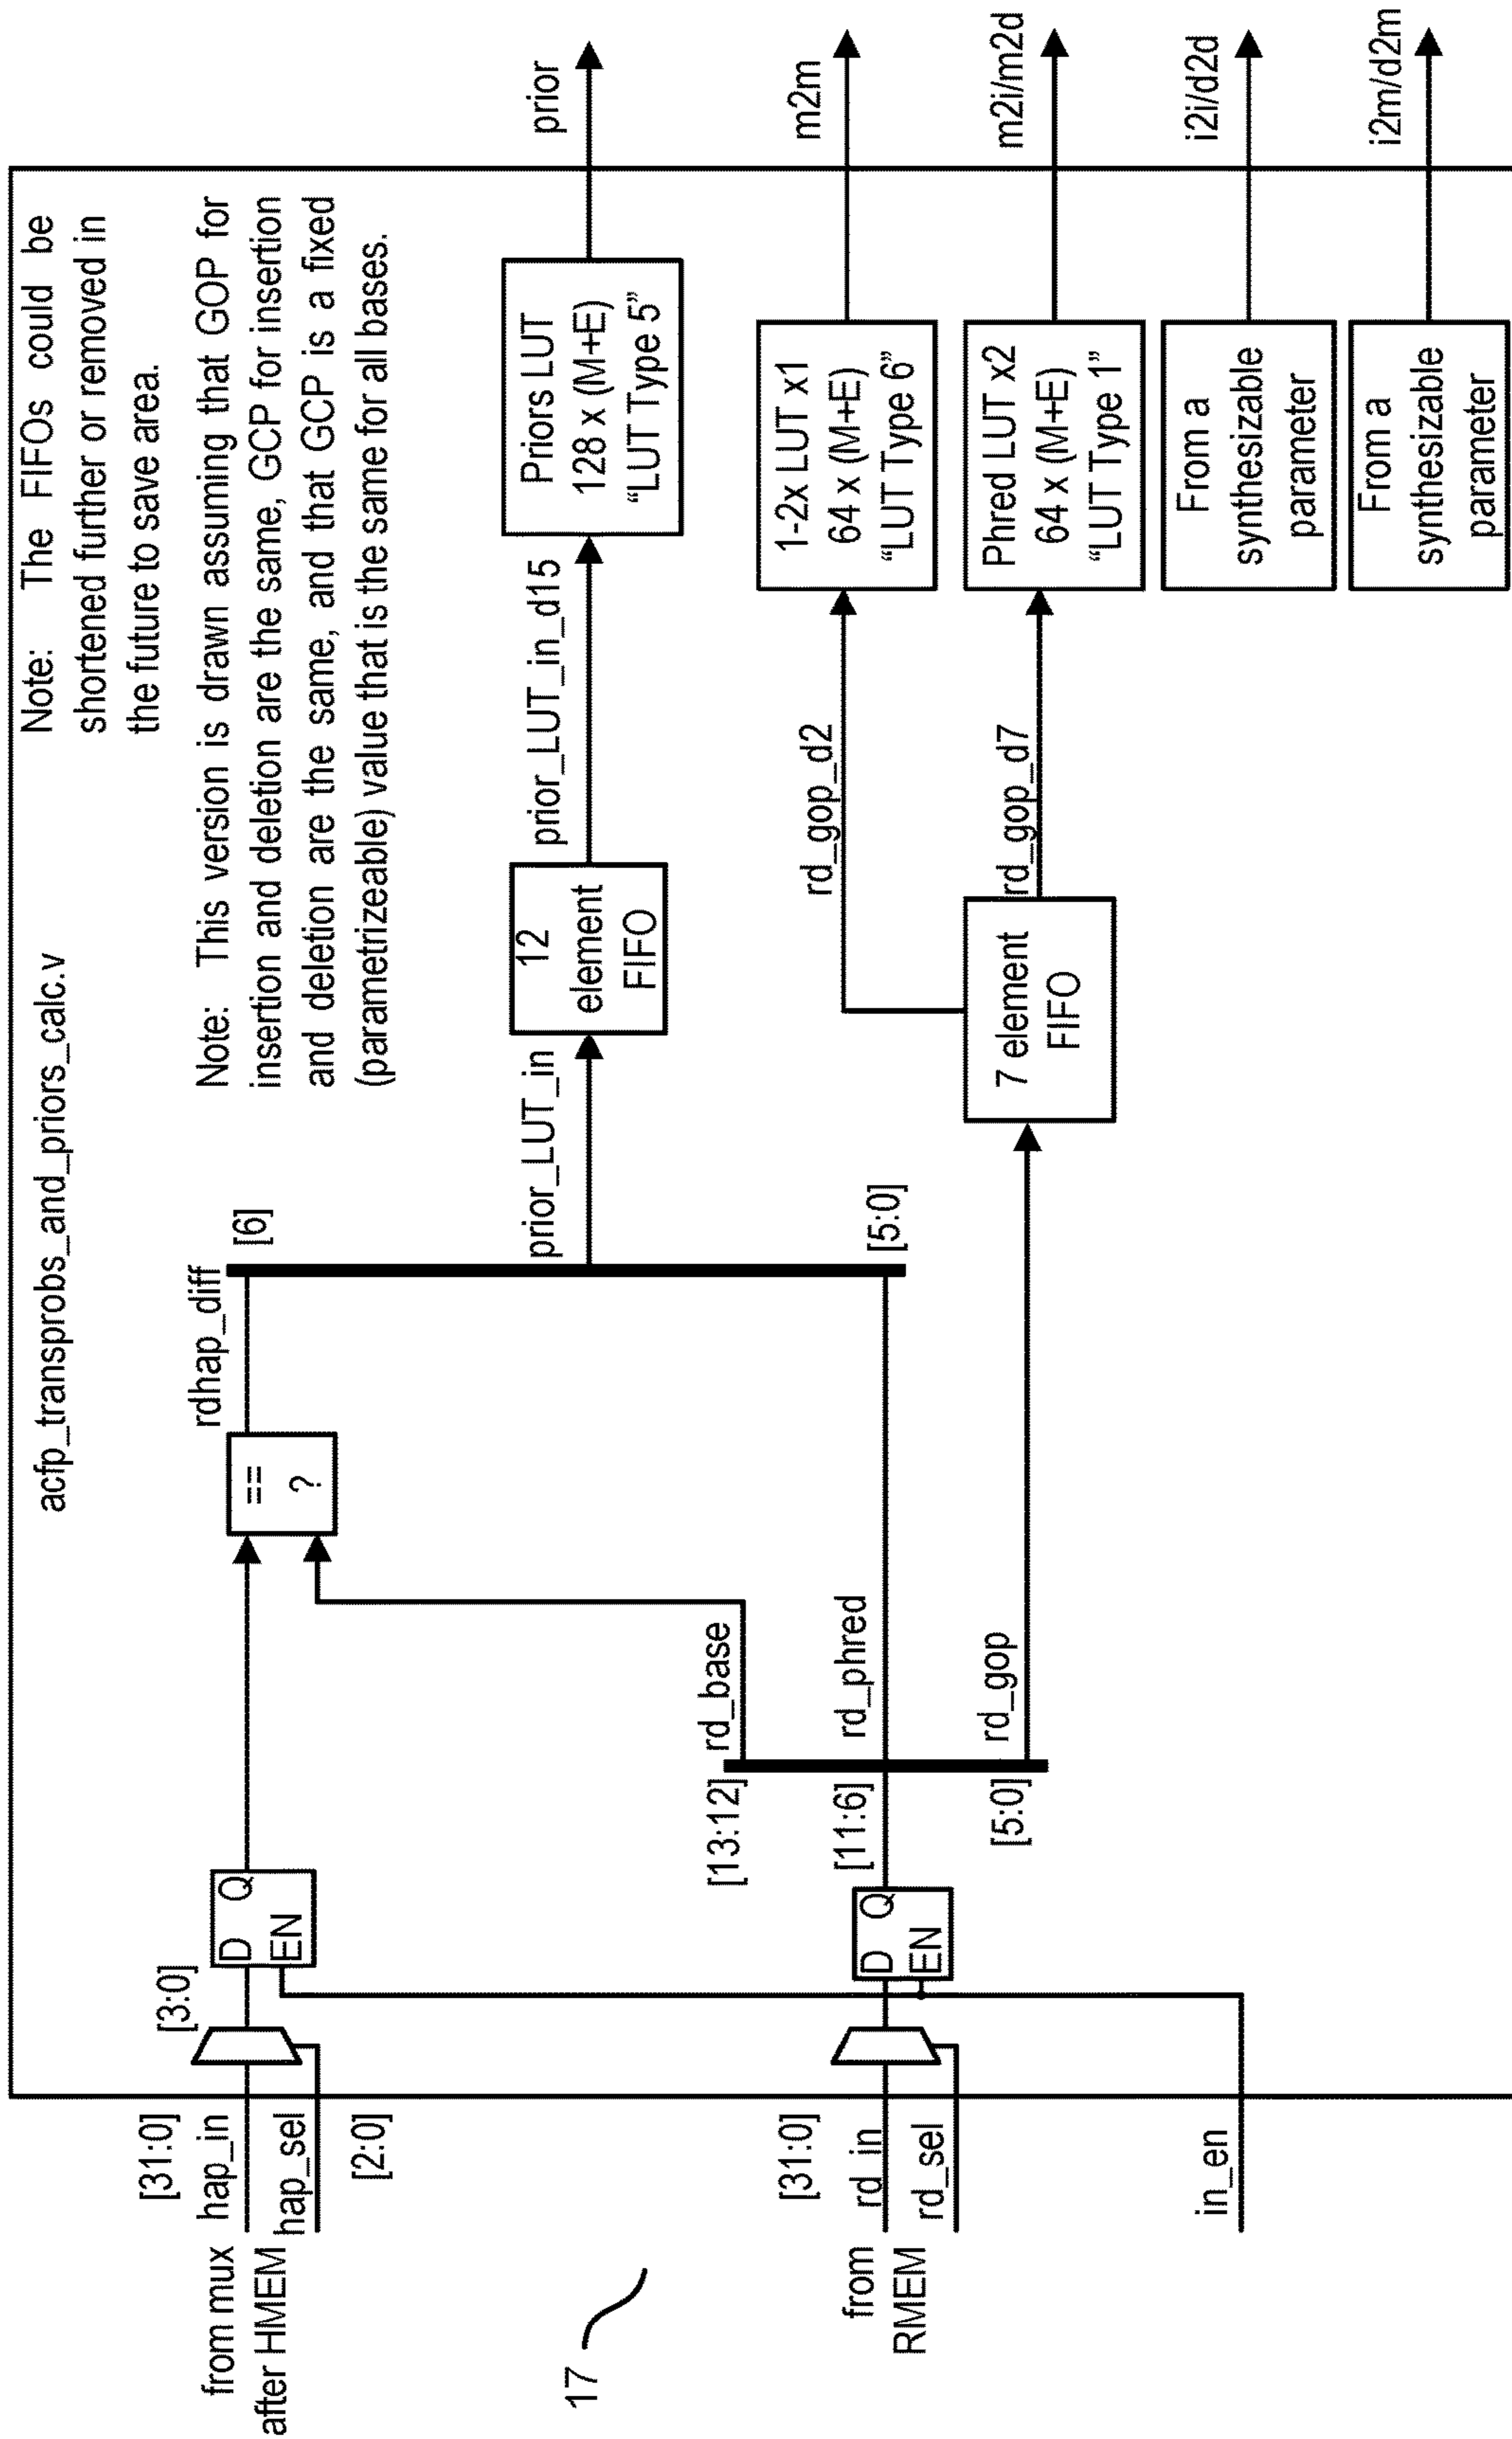 acfp_transprobs_and_priors_calc.v
Note: The FIFOs could be
shortened further or removed in
the future to save area.
Note: This version is drawn assuming that GOP for
insertion and deletion are the same, GCP for insertion
and deletion are the same, and that GCP is a fixed
(parametrizeable) value that is the same for all bases.
from mux
after HMEM
[31:0]
hap_in
hap_sel
[2:0]
[3:0]
D Q
EN
==
?
rdhap_diff
[6]
prior_LUT_in
12
element
FIFO
prior_LUT_in_d15
Priors LUT
128 x (M+E)
“LUT Type 5”
prior
17
from
RMEM
[31:0]
rd_in
rd_sel
in_en
D Q
EN
[13:12]
rd_base
[11:6]
rd_phred
[5:0]
rd_gop
[5:0]
7 element
FIFO
rd_gop_d2
rd_gop_d7
1-2x LUT x1
64 x (M+E)
“LUT Type 6”
m2m
Phred LUT x2
64 x (M+E)
“LUT Type 1”
m2i/m2d
From a
synthesizable
parameter
i2i/d2d
From a
synthesizable
parameter
i2m/d2m